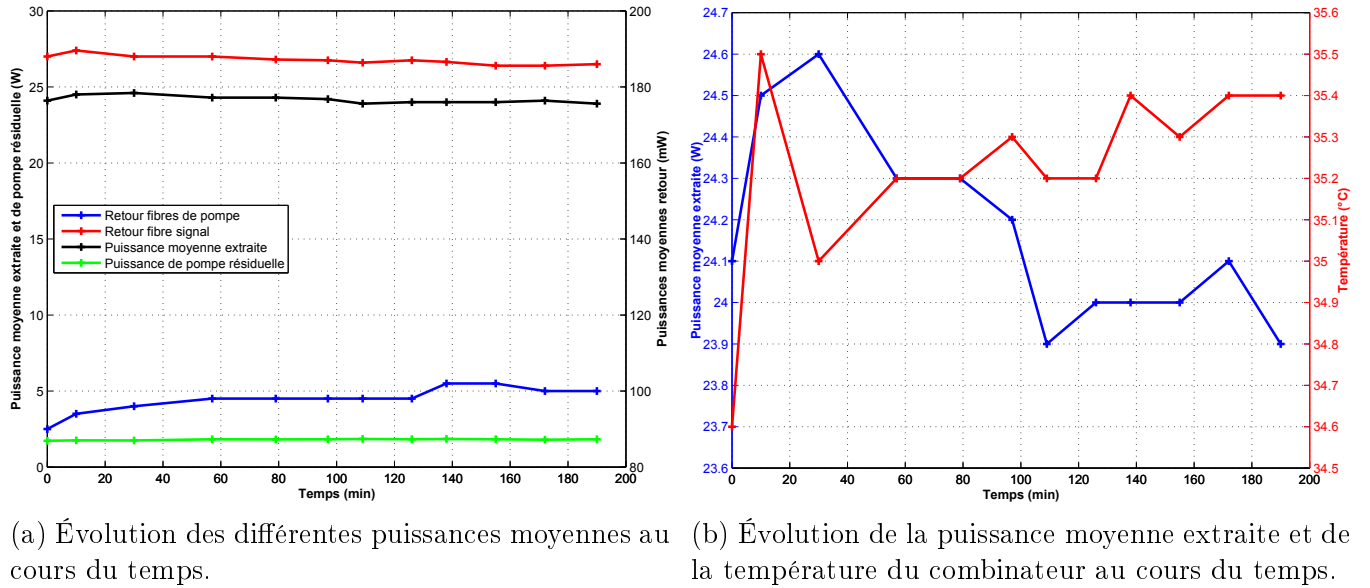 Puissance moyenne extraite et de pompe résiduelle (W)
30
25
20
15
10
5
0
Retour fibres de pompe
Retour fibre signal
Puissance moyenne extraite
Puissance de pompe résiduelle
200
180
160
140
120
100
80
Puissances moyennes retour (mW)
0 20 40 60 80 100 120 140 160 180 200
Temps (min)
(a) Évolution des différentes puissances moyennes au
cours du temps.
Puissance moyenne extraite (W)
24.7
24.6
24.5
24.4
24.3
24.2
24.1
24
23.9
23.8
23.7
23.6
35.6
35.5
35.4
35.3
35.2
35.1
35
34.9
34.8
34.7
34.6
34.5
Température (°C)
0 20 40 60 80 100 120 140 160 180 200
Temps (min)
(b) Évolution de la puissance moyenne extraite et de
la température du combinateur au cours du temps.